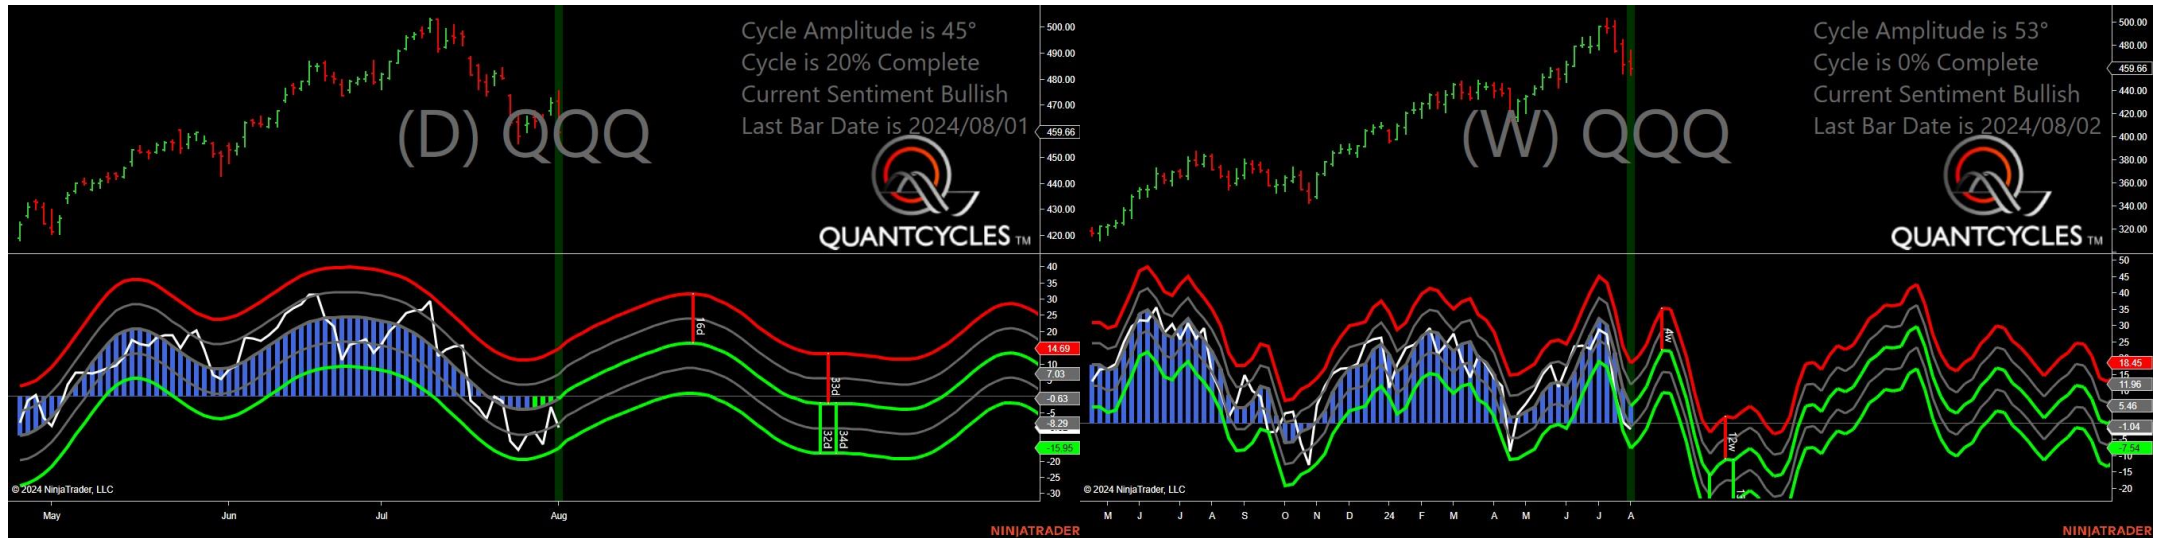 Cycle Amplitude is 45°
Cycle is 20% Complete
Current Sentiment Bullish
Last Bar Date is 2024/08/01
(D) QQQ
QUANTCYCLES TM
500.00
490.00
480.00
470.00
459.66
450.00
440.00
430.00
420.00
40
35
30
25
20
14.69
10
7.03
5
-0.63
-5
-8.29
-15.95
-20
-25
-30
16d
33d
32d
34d
© 2024 NinjaTrader, LLC
May
Jun
Jul
Aug
NINJATRADER
Cycle Amplitude is 53°
Cycle is 0% Complete
Current Sentiment Bullish
Last Bar Date is 2024/08/02
(W) QQQ
QUANTCYCLES TM
500.00
480.00
459.66
440.00
420.00
400.00
380.00
360.00
340.00
320.00
50
45
40
35
30
25
18.45
15
11.96
5.46
-1.04
-5
-7.54
-10
-15
-20
4w
12w
© 2024 NinjaTrader, LLC
M J J A S O N D 24 F M A M J J A
NINJATRADER